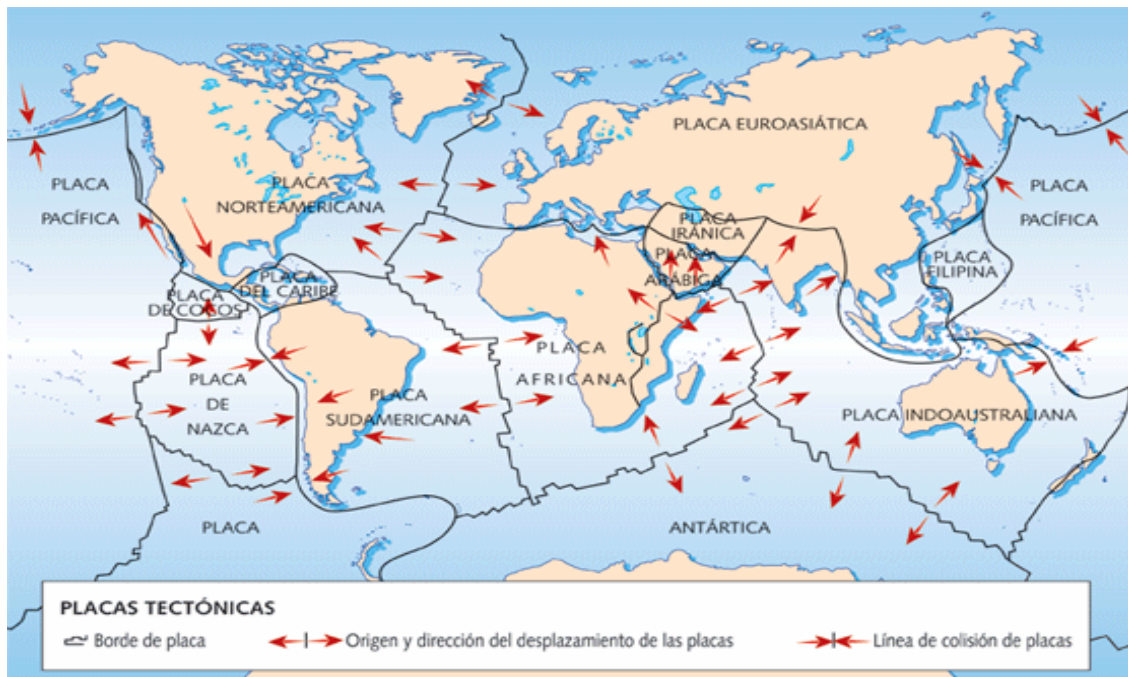 PLACA EUROASIÁTICA
PLACA
NORTEAMERICANA
PLACA
PACÍFICA
PLACA
PACÍFICA
PLACA
IRÁNICA
PLACA
ARÁBIGA
PLACA
FILIPINA
PLACA
DEL CARIBE
PLACA
DE COCOS
PLACA
AFRICANA
PLACA
DE
NAZCA
PLACA
SUDAMERICANA
PLACA INDOAUSTRALIANA
PLACA
ANTÁRTICA
PLACAS TECTÓNICAS
Borde de placa
Origen y dirección del desplazamiento de las placas
Línea de colisión de placas